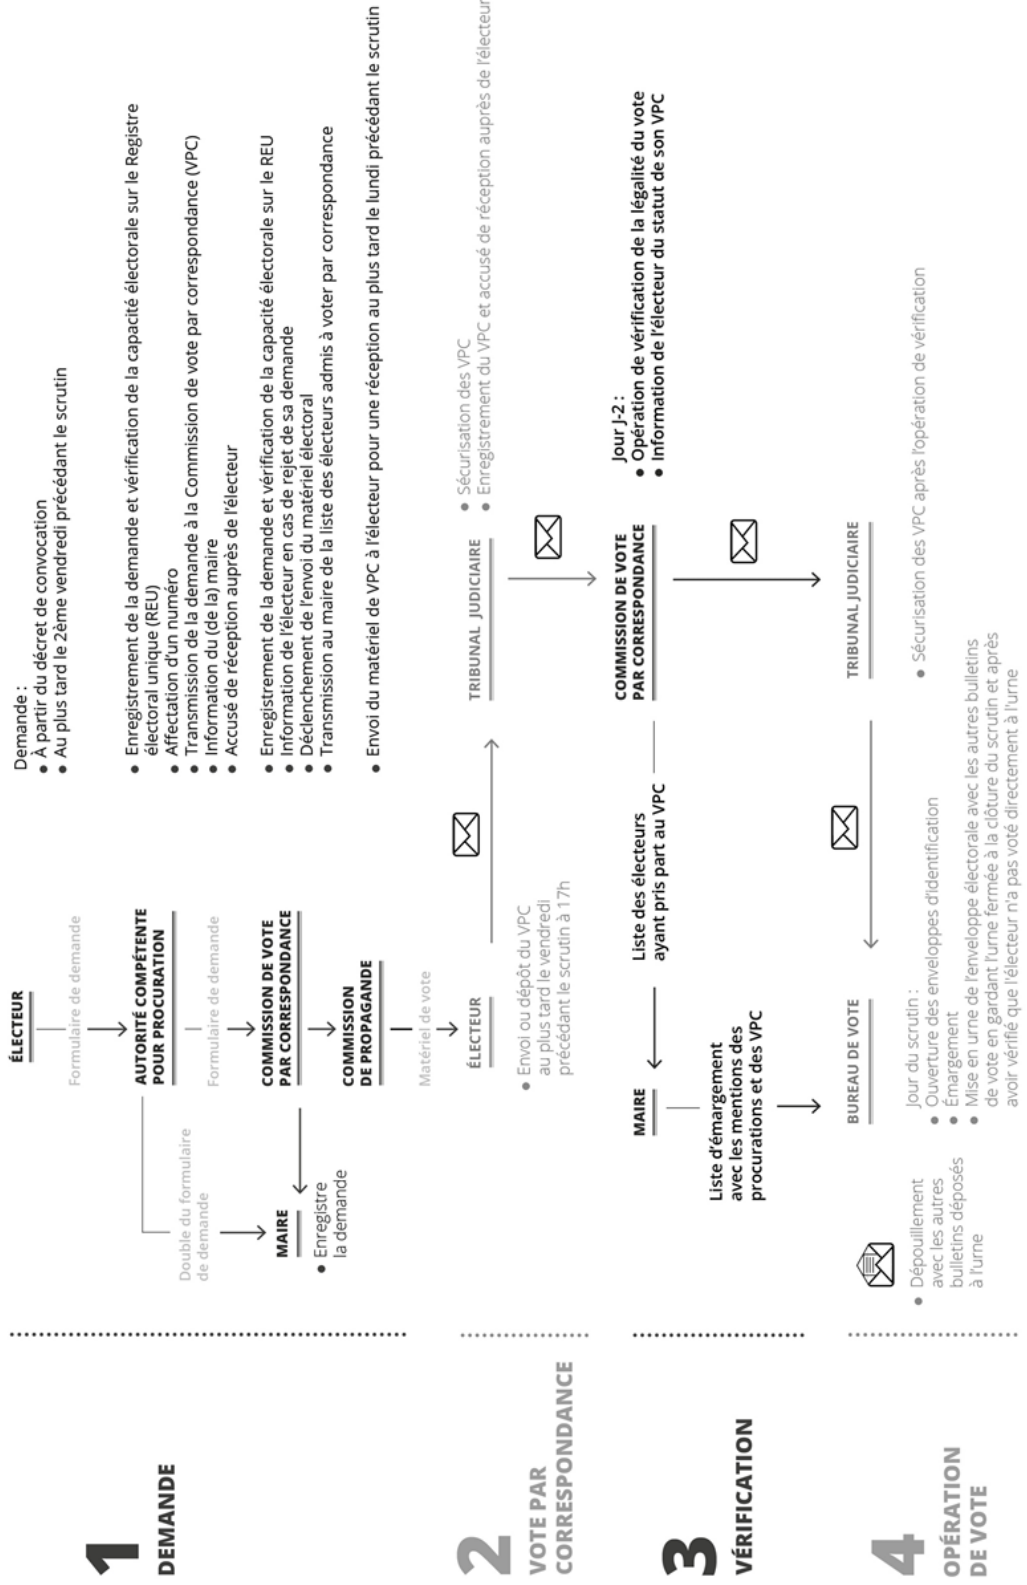 1
DEMANDE
ÉLECTEUR
Formulaire de demande
AUTORITÉ COMPÉTENTE
POUR PROCURATION
Formulaire de demande
COMMISSION DE VOTE
PAR CORRESPONDANCE
COMMISSION
DE PROPAGANDE
Matériel de vote
Double du formulaire
de demande
MAIRE
● Enregistre
la demande
Demande :
● À partir du décret de convocation
● Au plus tard le 2ème vendredi précédant le scrutin
● Enregistrement de la demande et vérification de la capacité électorale sur le Registre
électoral unique (REU)
● Affectation d'un numéro
● Transmission de la demande à la Commission de vote par correspondance (VPC)
● Information du (de la) maire
● Accusé de réception auprès de l'électeur
● Enregistrement de la demande et vérification de la capacité électorale sur le REU
● Information de l'électeur en cas de rejet de sa demande
● Déclenchement de l'envoi du matériel électoral
● Transmission au maire de la liste des électeurs admis à voter par correspondance
● Envoi du matériel de VPC à l'électeur pour une réception au plus tard le lundi précédant le scrutin
2
VOTE PAR
CORRESPONDANCE
ÉLECTEUR
● Envoi ou dépôt du VPC
au plus tard le vendredi
précédant le scrutin à 17h
TRIBUNAL JUDICIAIRE
● Sécurisation des VPC
● Enregistrement du VPC et accusé de réception auprès de l'électeur
3
VÉRIFICATION
MAIRE
Liste des électeurs
ayant pris part au VPC
COMMISSION DE VOTE
PAR CORRESPONDANCE
Jour J-2 :
● Opération de vérification de la légalité du vote
● Information de l'électeur du statut de son VPC
Liste d'émargement
avec les mentions des
procurations et des VPC
4
OPÉRATION
DE VOTE
● Dépouillement
avec les autres
bulletins déposés
à l'urne
BUREAU DE VOTE
Jour du scrutin :
● Ouverture des enveloppes d'identification
● Émargement
● Mise en urne de l'enveloppe électorale avec les autres bulletins
de vote en gardant l'urne fermée à la clôture du scrutin et après
avoir vérifié que l'électeur n'a pas voté directement à l'urne
TRIBUNAL JUDICIAIRE
● Sécurisation des VPC après l'opération de vérification